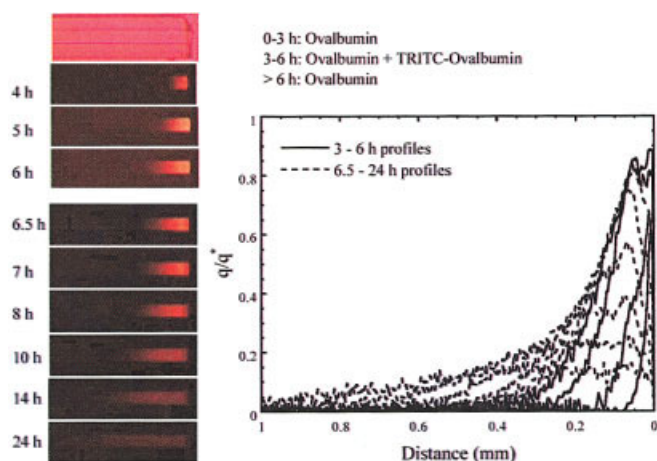 0-3 h: Ovalbumin
3-6 h: Ovalbumin + TRITC-Ovalbumin
> 6 h: Ovalbumin
4 h
5 h
6 h
6.5 h
7 h
8 h
10 h
14 h
24 h
3 - 6 h profiles
6.5 - 24 h profiles
q/q*
1
0.8
0.6
0.4
0.2
0
1 0.8 0.6 0.4 0.2 0
Distance (mm)